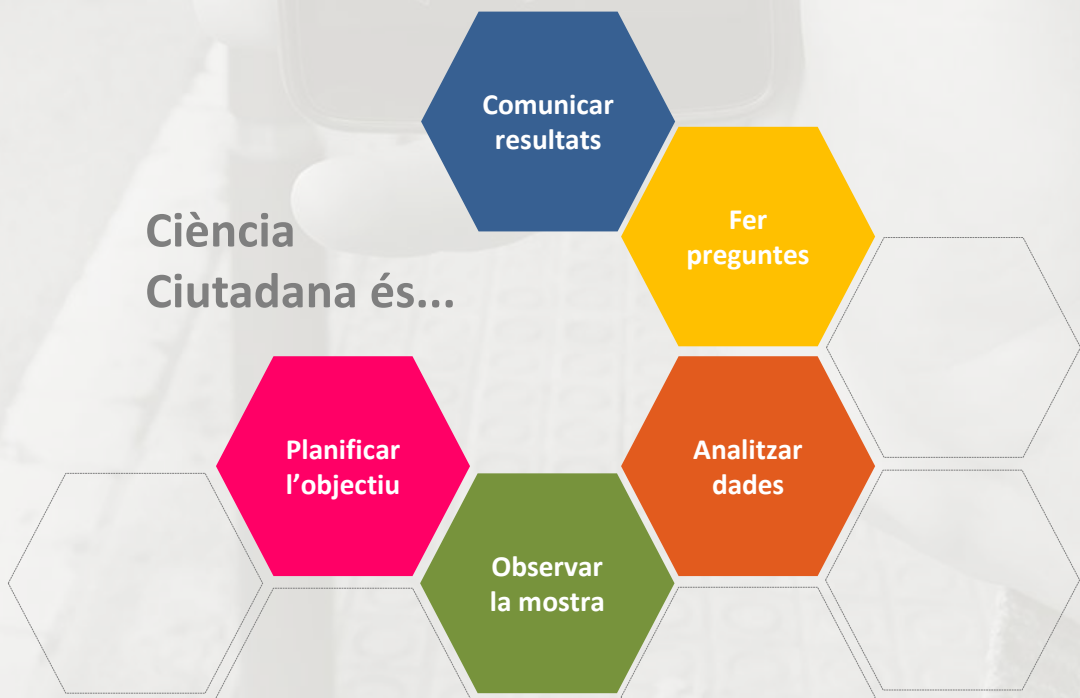 Comunicar
resultats
Fer
preguntes
Ciència
Ciutadana és...
Planificar
l’objectiu
Analitzar
dades
Observar
la mostra